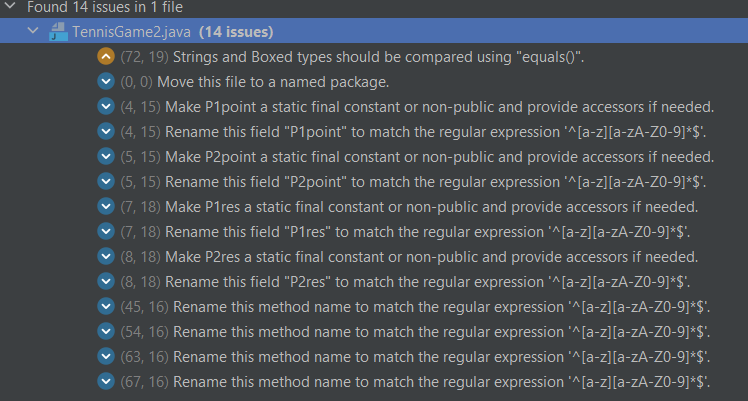 Found 14 issues in 1 file
TennisGame2.java (14 issues)
(72, 19) Strings and Boxed types should be compared using "equals()".
(0, 0) Move this file to a named package.
(4, 15) Make P1point a static final constant or non-public and provide accessors if needed.
(4, 15) Rename this field "P1point" to match the regular expression '^[a-z][a-zA-Z0-9]*$'.
(5, 15) Make P2point a static final constant or non-public and provide accessors if needed.
(5, 15) Rename this field "P2point" to match the regular expression '^[a-z][a-zA-Z0-9]*$'.
(7, 18) Make P1res a static final constant or non-public and provide accessors if needed.
(7, 18) Rename this field "P1res" to match the regular expression '^[a-z][a-zA-Z0-9]*$'.
(8, 18) Make P2res a static final constant or non-public and provide accessors if needed.
(8, 18) Rename this field "P2res" to match the regular expression '^[a-z][a-zA-Z0-9]*$'.
(45, 16) Rename this method name to match the regular expression '^[a-z][a-zA-Z0-9]*$'.
(54, 16) Rename this method name to match the regular expression '^[a-z][a-zA-Z0-9]*$'.
(63, 16) Rename this method name to match the regular expression '^[a-z][a-zA-Z0-9]*$'.
(67, 16) Rename this method name to match the regular expression '^[a-z][a-zA-Z0-9]*$'.